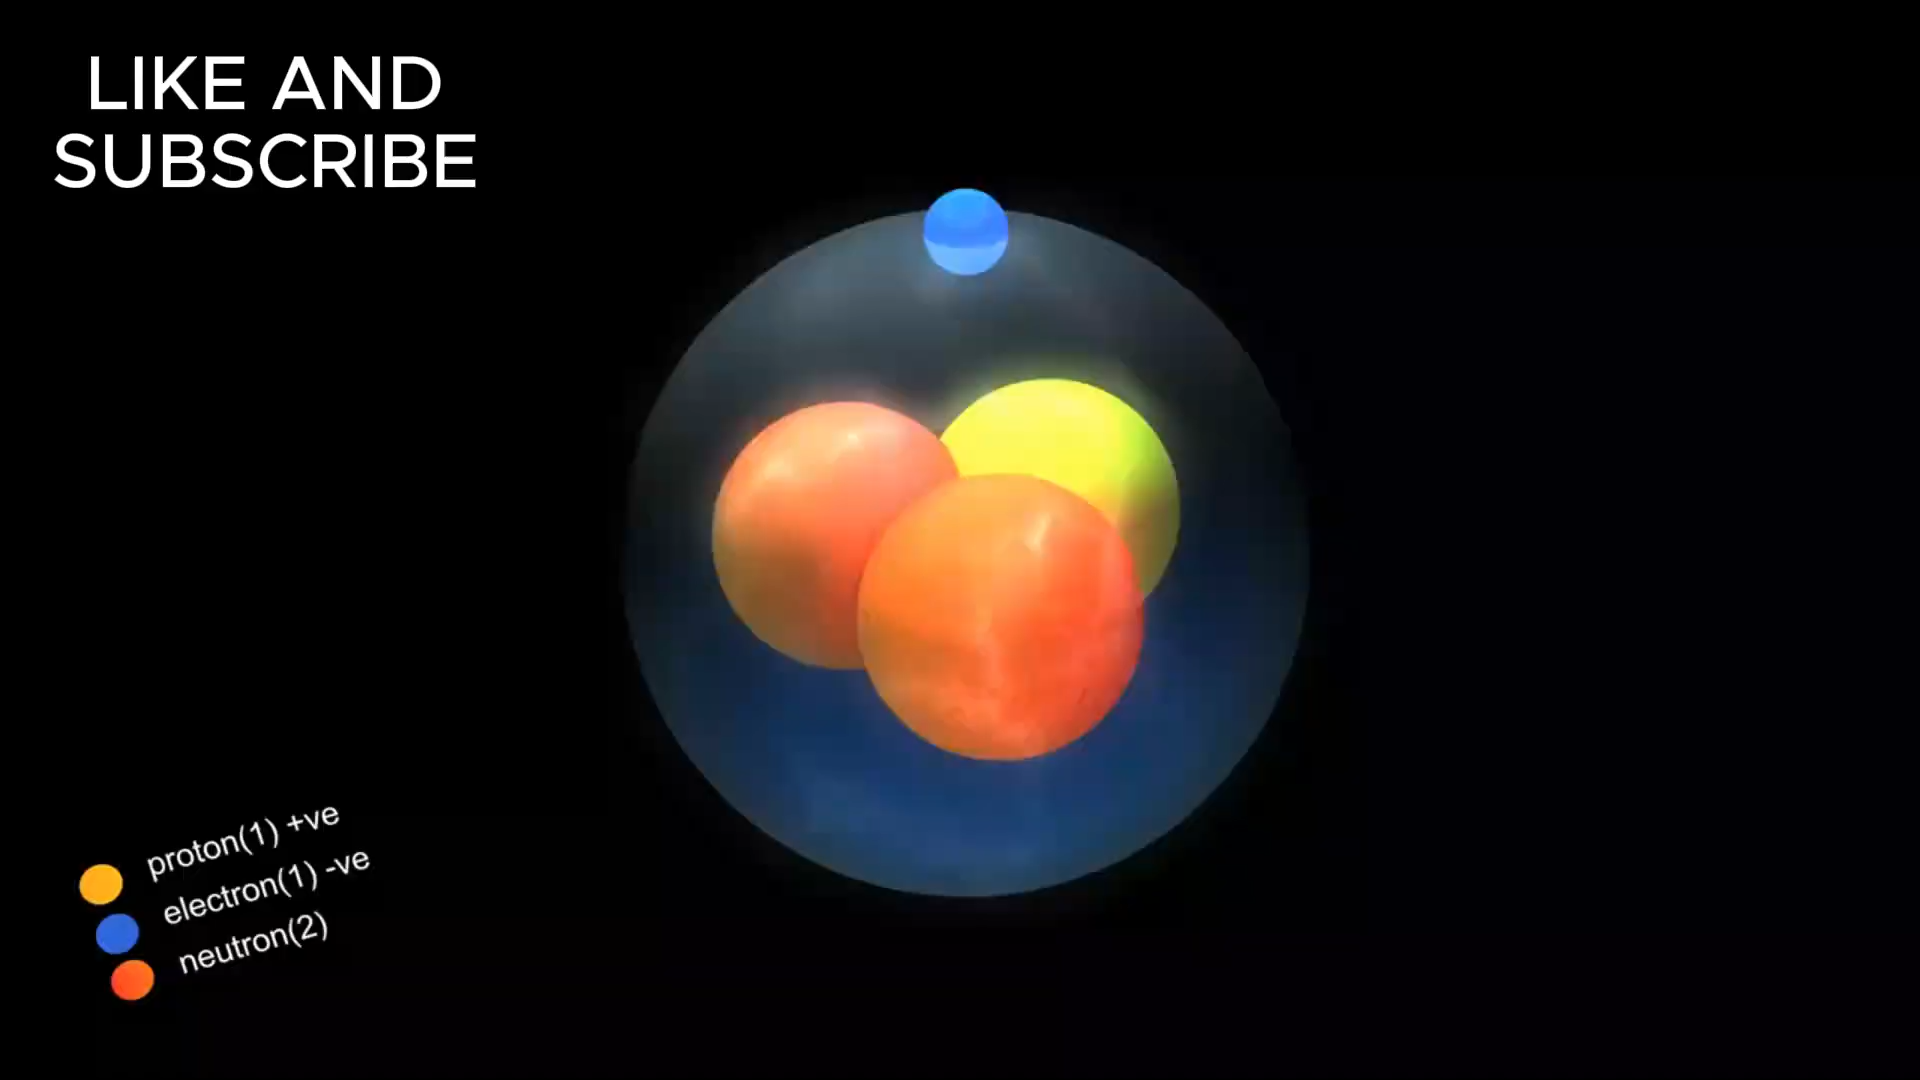 LIKE AND
SUBSCRIBE
proton(1) +ve
electron(1) -ve
neutron(2)